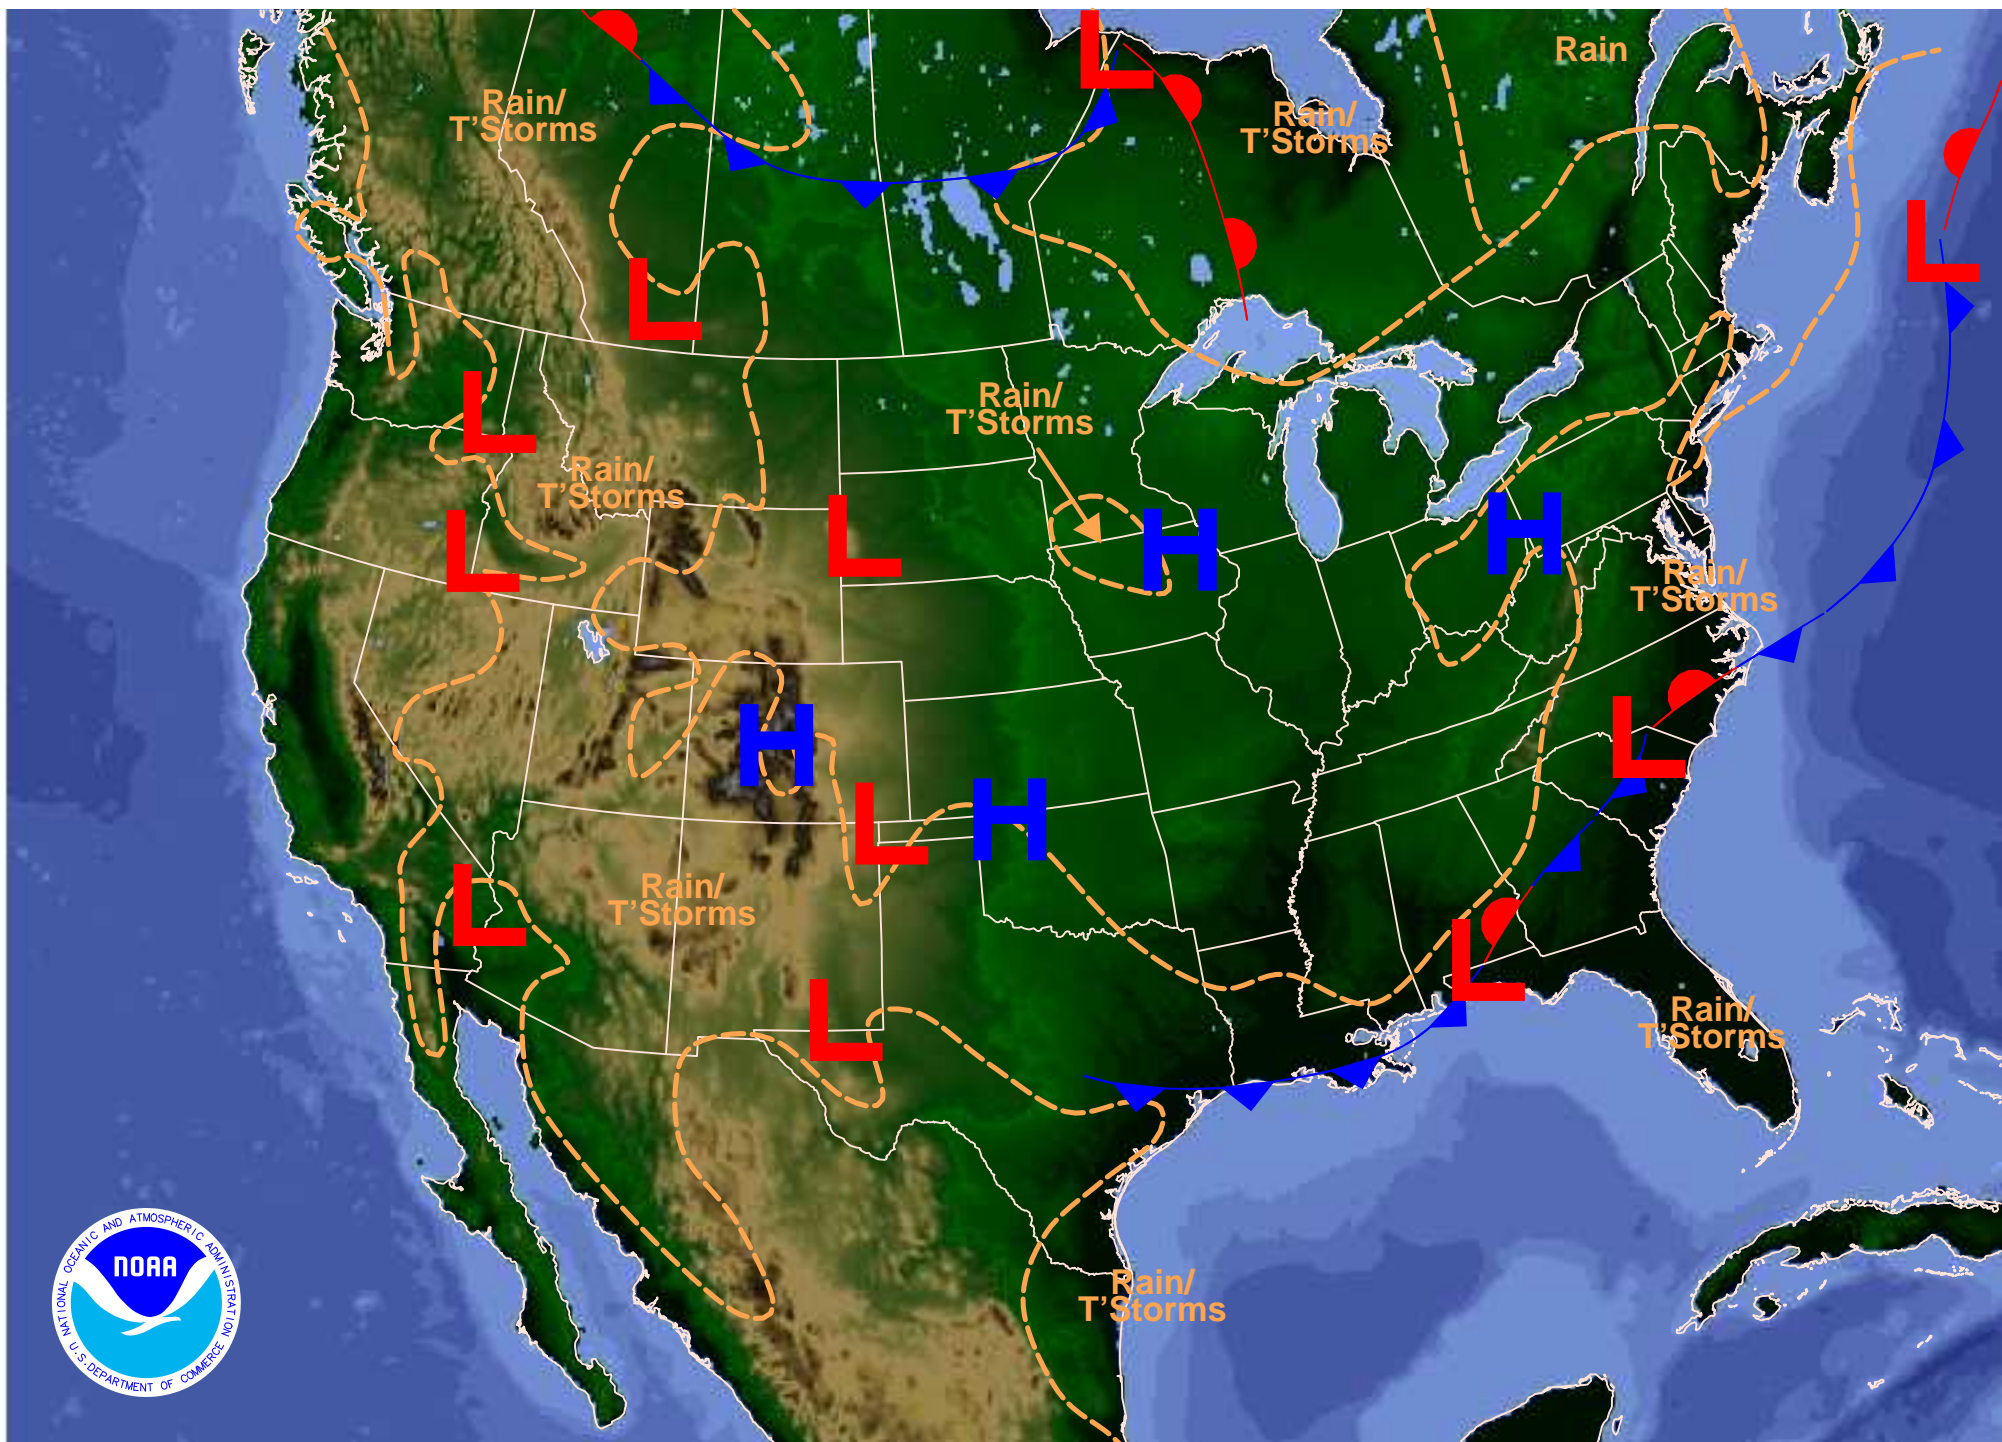 Rain
Rain/
T'Storms
Rain/
T'Storms
L
L
L
L
Rain/
T'Storms
Rain/
T'Storms
L
L
H
H
Rain/
T'Storms
H
L
L
H
Rain/
T'Storms
L
L
L
Rain/
T'Storms
Rain/
T'Storms
NATIONAL OCEANIC AND ATMOSPHERIC ADMINISTRATION
NOAA
U.S. DEPARTMENT OF COMMERCE